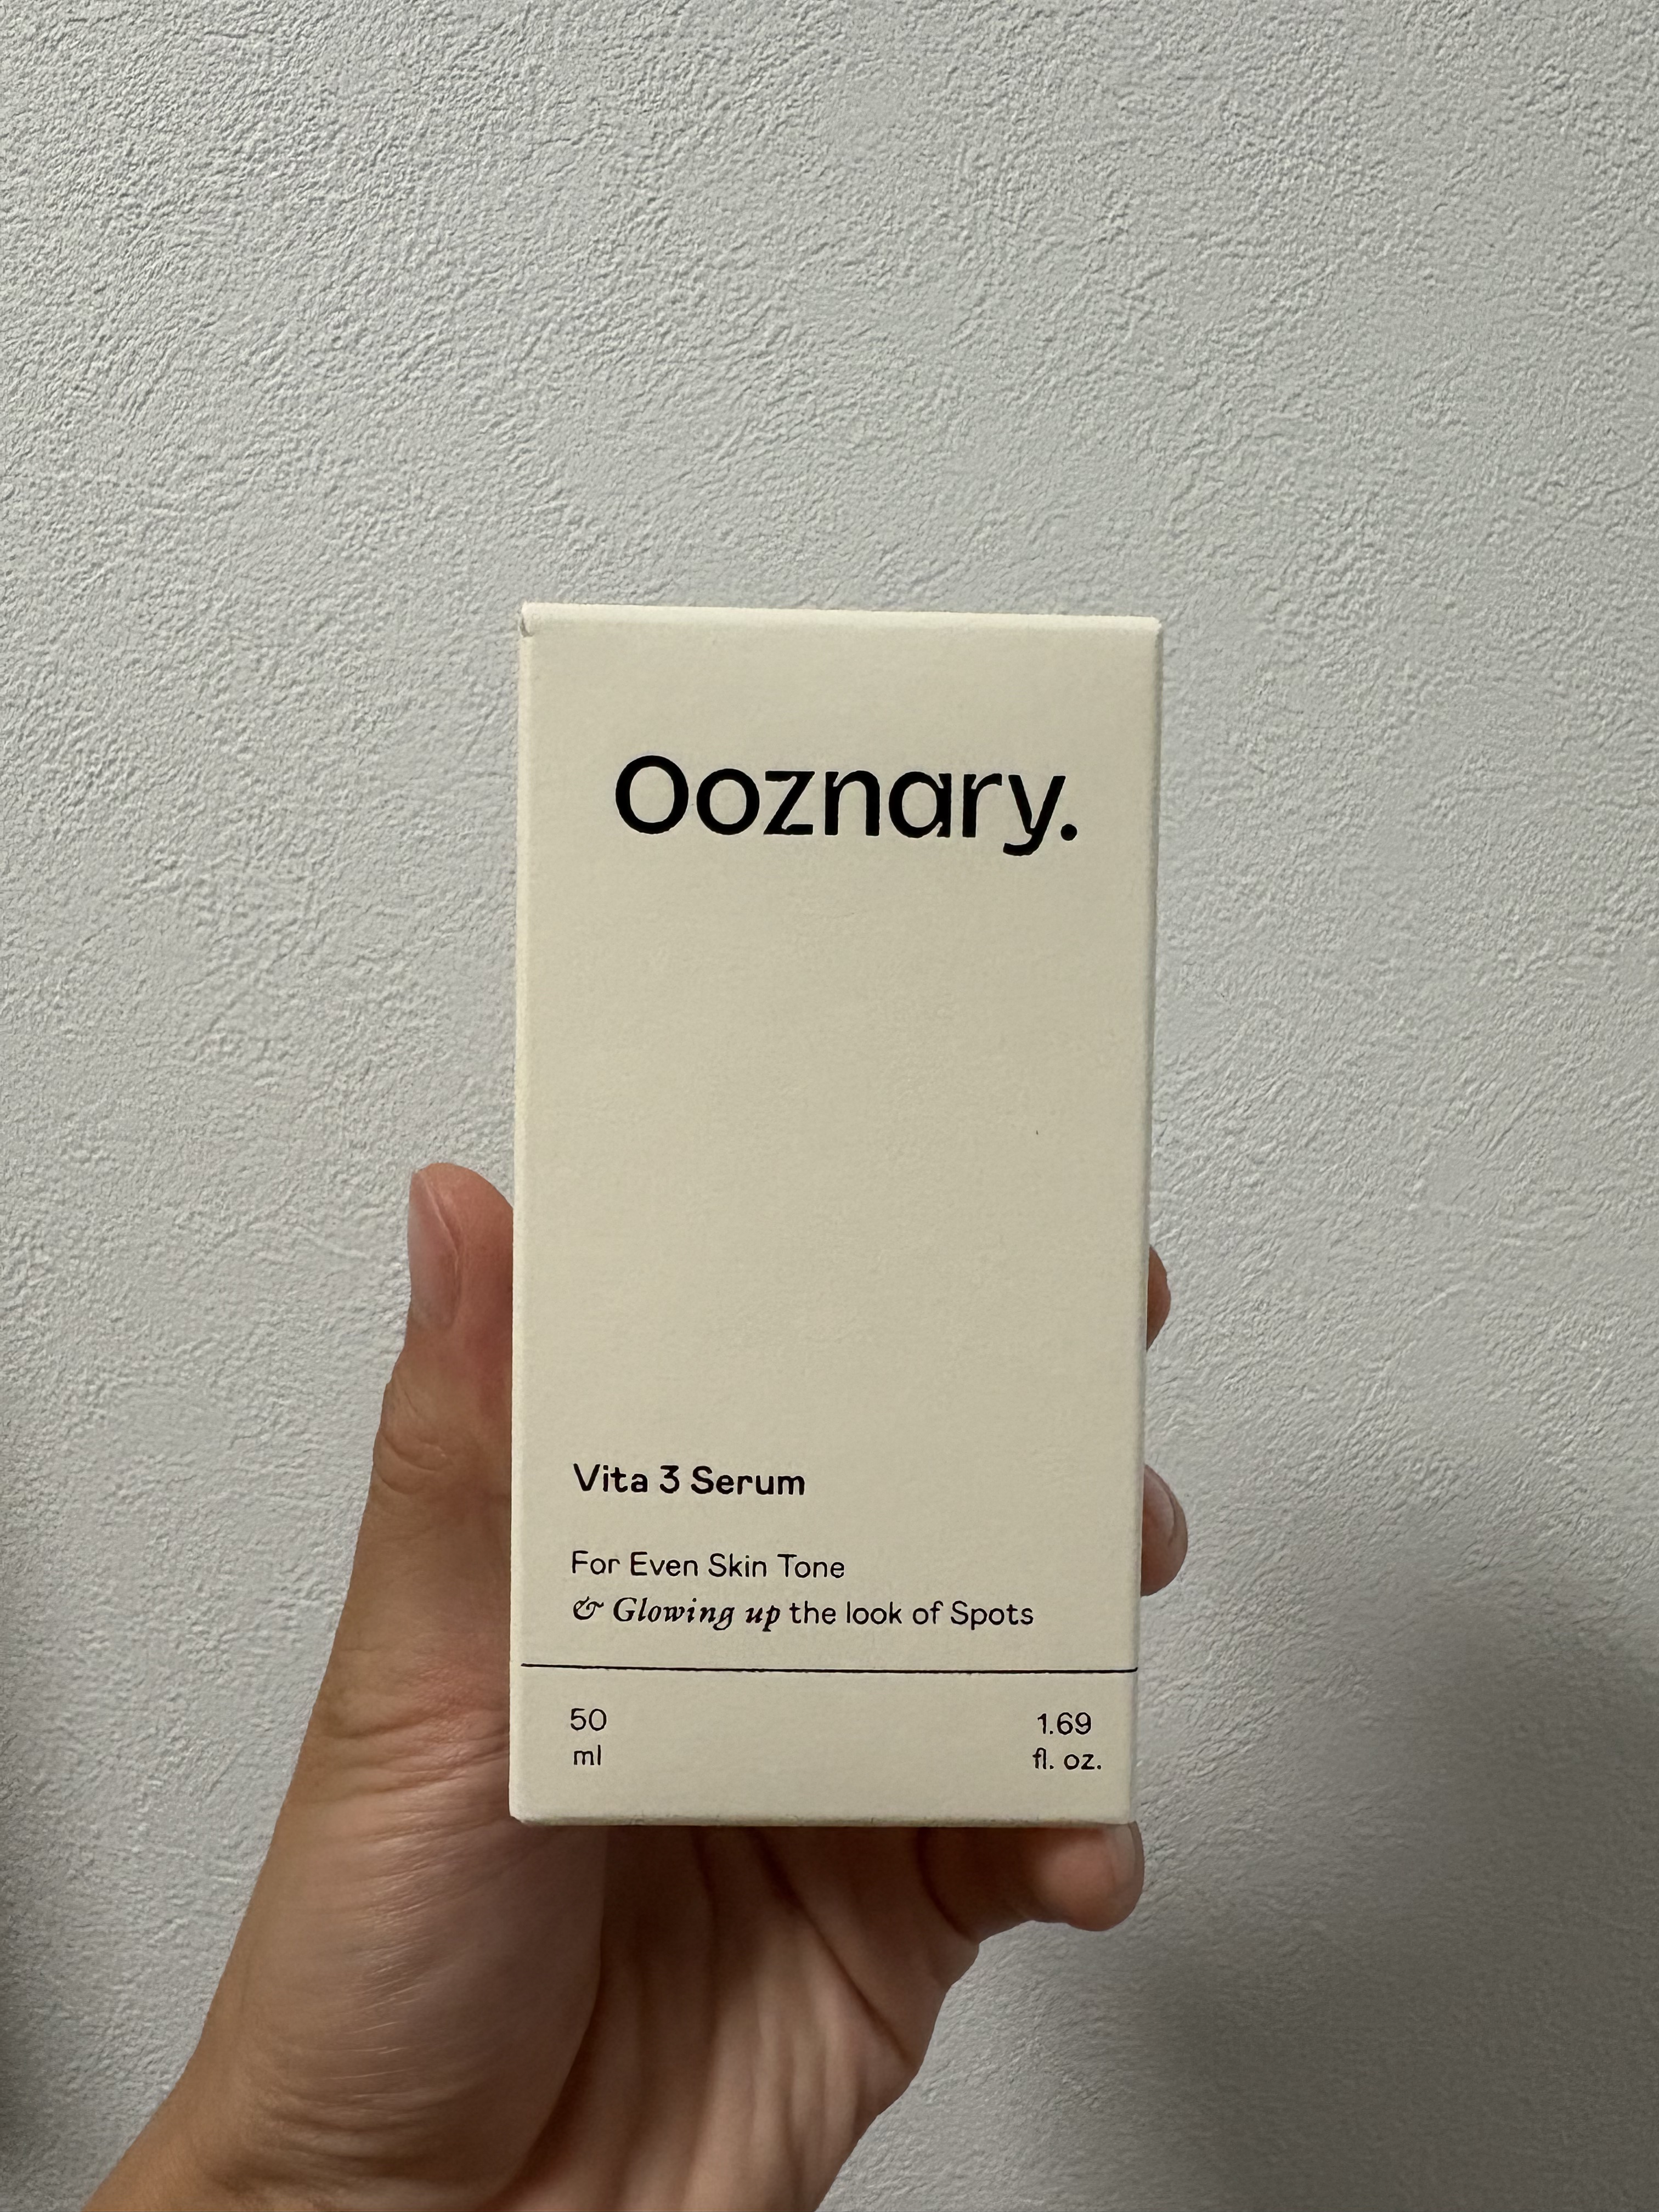 Ooznary.
Vita 3 Serum
For Even Skin Tone
& Glowing up the look of Spots
50
ml
1.69
fl. oz.